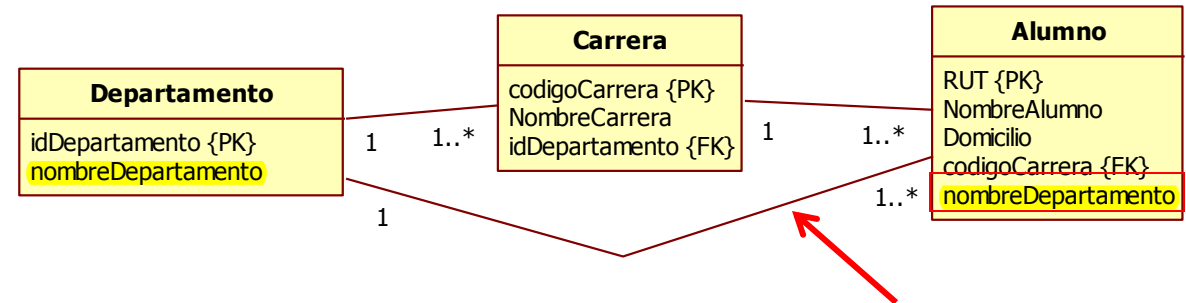 Departamento
idDepartamento {PK}
nombreDepartamento
1
1..*
1
Carrera
codigoCarrera {PK}
NombreCarrera
idDepartamento {FK}
1
1..*
1..*
Alumno
RUT {PK}
NombreAlumno
Domicilio
codigoCarrera {FK}
nombreDepartamento